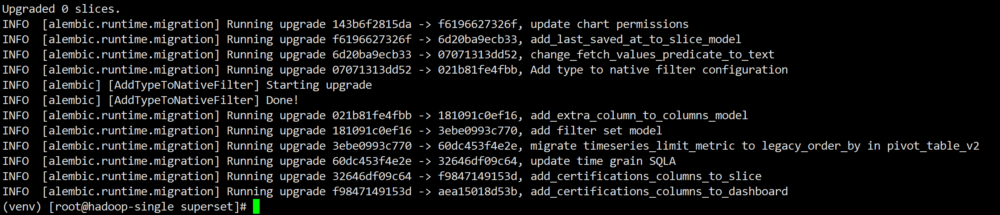 Upgraded 0 slices.
INFO  [alembic.runtime.migration] Running upgrade 143b6f2815da -> f6196627326f, update chart permissions
INFO  [alembic.runtime.migration] Running upgrade f6196627326f -> 6d20ba9ecb33, add_last_saved_at_to_slice_model
INFO  [alembic.runtime.migration] Running upgrade 6d20ba9ecb33 -> 07071313dd52, change_fetch_values_predicate_to_text
INFO  [alembic.runtime.migration] Running upgrade 07071313dd52 -> 021b81fe4fbb, Add type to native filter configuration
INFO  [alembic] [AddTypeToNativeFilter] Starting upgrade
INFO  [alembic] [AddTypeToNativeFilter] Done!
INFO  [alembic.runtime.migration] Running upgrade 021b81fe4fbb -> 181091c0ef16, add_extra_column_to_columns_model
INFO  [alembic.runtime.migration] Running upgrade 181091c0ef16 -> 3ebe0993c770, add filter set model
INFO  [alembic.runtime.migration] Running upgrade 3ebe0993c770 -> 60dc453f4e2e, migrate timeseries_limit_metric to legacy_order_by in pivot_table_v2
INFO  [alembic.runtime.migration] Running upgrade 60dc453f4e2e -> 32646df09c64, update time grain SQLA
INFO  [alembic.runtime.migration] Running upgrade 32646df09c64 -> f9847149153d, add_certifications_columns_to_slice
INFO  [alembic.runtime.migration] Running upgrade f9847149153d -> aea15018d53b, add_certifications_columns_to_dashboard
(venv) [root@hadoop-single superset]#